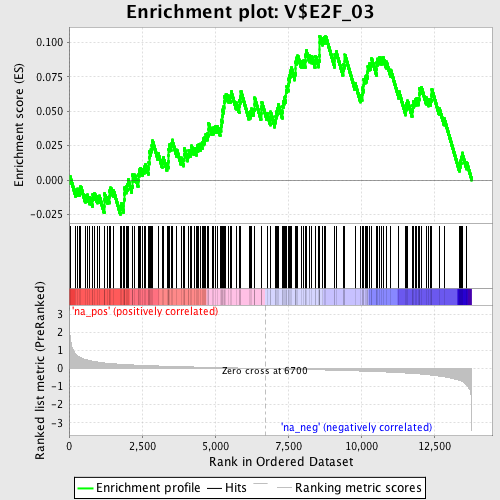 Enrichment plot: V$E2F_03
Enrichment score (ES)
0.100
0.075
0.050
0.025
0.000
-0.025
'na_pos' (positively correlated)
Ranked list metric (PreRanked)
3
2
1
0
-1
-2
-3
Zero cross at 6700
'na_neg' (negatively correlated)
0
2,500
5,000
7,500
10,000
12,500
Rank in Ordered Dataset
Enrichment profile
Hits
Ranking metric scores